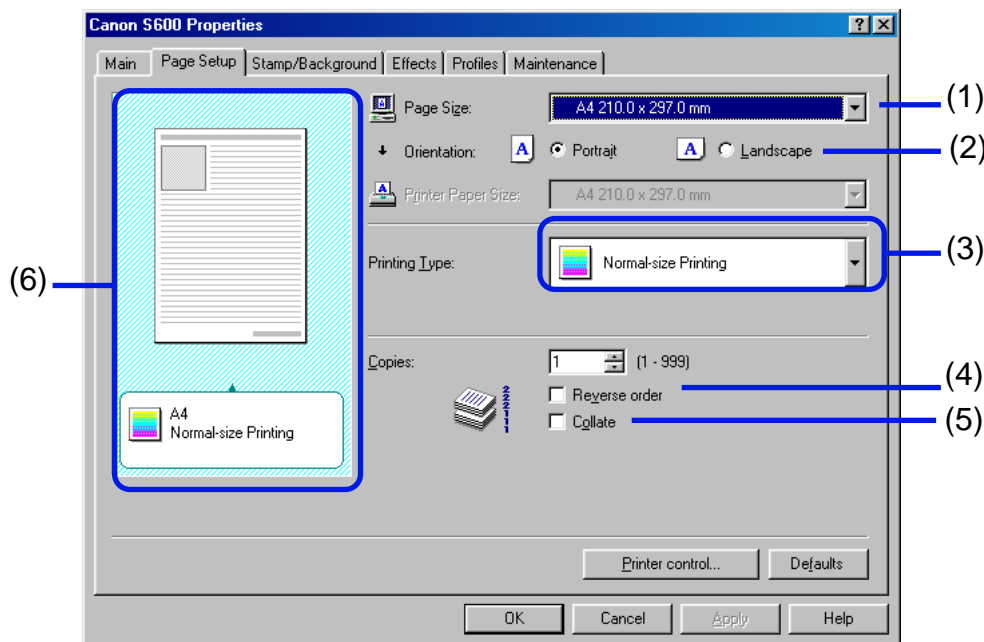 Canon S600 Properties
Main Page Setup Stamp/Background Effects Profiles Maintenance
Page Size: A4 210.0 x 297.0 mm (1)
Orientation: A Portrait A Landscape (2)
Printer Paper Size: A4 210.0 x 297.0 mm
Printing Type: Normal-size Printing (3)
(6)
Copies: 1 (1 - 999)
Reverse order (4)
Collate (5)
222211
A4
Normal-size Printing
Printer control... Defaults
OK Cancel Apply Help